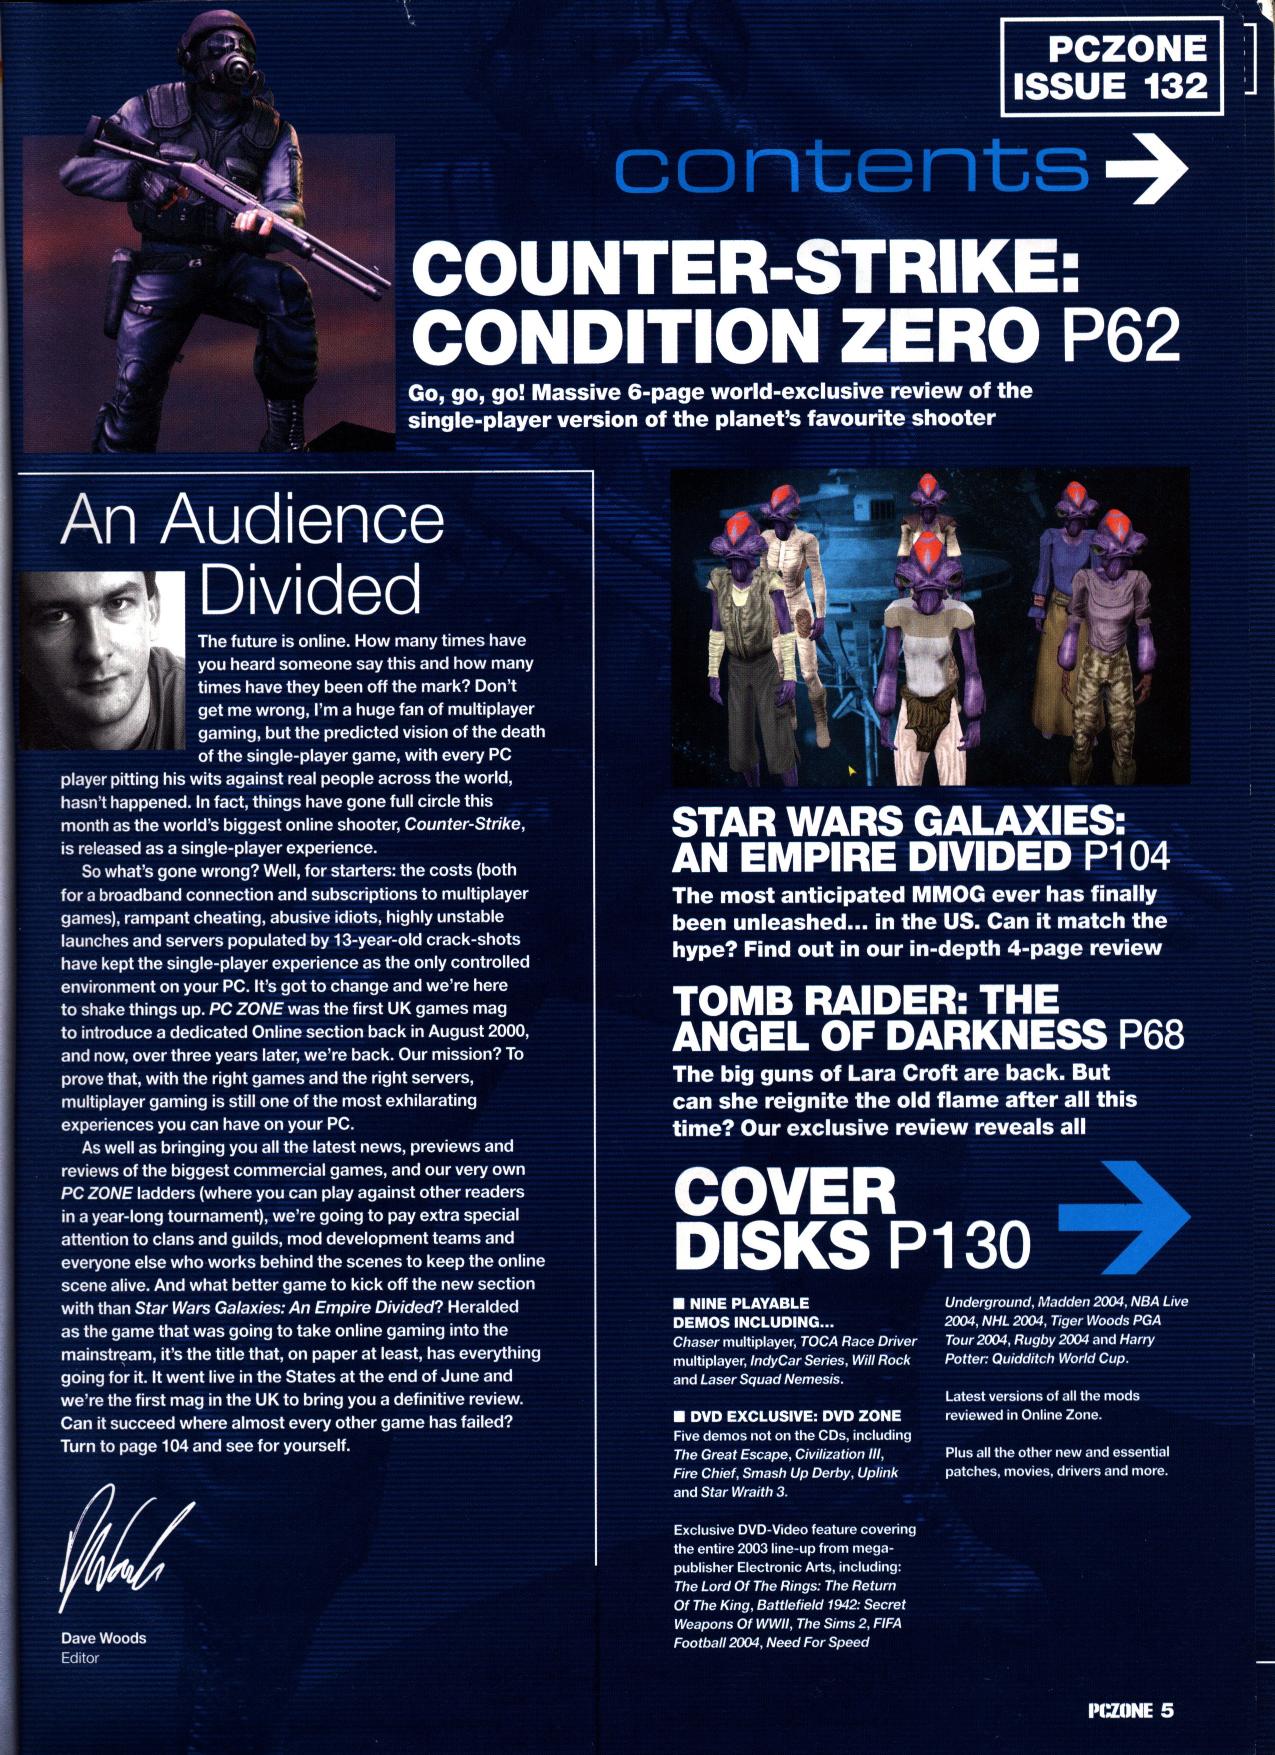 PCZONE
ISSUE 132
contents
COUNTER-STRIKE:
CONDITION ZERO P62
Go, go, go! Massive 6-page world-exclusive review of the
single-player version of the planet's favourite shooter
An Audience
Divided
The future is online. How many times have
you heard someone say this and how many
times have they been off the mark? Don't
get me wrong, I'm a huge fan of multiplayer
gaming, but the predicted vision of the death
of the single-player game, with every PC
player pitting his wits against real people across the world,
hasn't happened. In fact, things have gone full circle this
month as the world's biggest online shooter, Counter-Strike,
is released as a single-player experience.
So what's gone wrong? Well, for starters: the costs (both
for a broadband connection and subscriptions to multiplayer
games), rampant cheating, abusive idiots, highly unstable
launches and servers populated by 13-year-old crack-shots
have kept the single-player experience as the only controlled
environment on your PC. It's got to change and we're here
to shake things up. PC ZONE was the first UK games mag
to introduce a dedicated Online section back in August 2000,
and now, over three years later, we're back. Our mission? To
prove that, with the right games and the right servers,
multiplayer gaming is still one of the most exhilarating
experiences you can have on your PC.
As well as bringing you all the latest news, previews and
reviews of the biggest commercial games, and our very own
PC ZONE ladders (where you can play against other readers
in a year-long tournament), we're going to pay extra special
attention to clans and guilds, mod development teams and
everyone else who works behind the scenes to keep the online
scene alive. And what better game to kick off the new section
with than Star Wars Galaxies: An Empire Divided? Heralded
as the game that was going to take online gaming into the
mainstream, it's the title that, on paper at least, has everything
going for it. It went live in the States at the end of June and
we're the first mag in the UK to bring you a definitive review.
Can it succeed where almost every other game has failed?
Turn to page 104 and see for yourself.
Dave Woods
Editor
STAR WARS GALAXIES:
AN EMPIRE DIVIDED P104
The most anticipated MMOG ever has finally
been unleashed... in the US. Can it match the
hype? Find out in our in-depth 4-page review
TOMB RAIDER: THE
ANGEL OF DARKNESS P68
The big guns of Lara Croft are back. But
can she reignite the old flame after all this
time? Our exclusive review reveals all
COVER
DISKS P130
■ NINE PLAYABLE
DEMOS INCLUDING...
Chaser multiplayer, TOCA Race Driver
multiplayer, IndyCar Series, Will Rock
and Laser Squad Nemesis.
■ DVD EXCLUSIVE: DVD ZONE
Five demos not on the CDs, including
The Great Escape, Civilization III,
Fire Chief, Smash Up Derby, Uplink
and Star Wraith 3.
Exclusive DVD-Video feature covering
the entire 2003 line-up from mega-
publisher Electronic Arts, including:
The Lord Of The Rings: The Return
Of The King, Battlefield 1942: Secret
Weapons Of WWII, The Sims 2, FIFA
Football 2004, Need For Speed
Underground, Madden 2004, NBA Live
2004, NHL 2004, Tiger Woods PGA
Tour 2004, Rugby 2004 and Harry
Potter: Quidditch World Cup.
Latest versions of all the mods
reviewed in Online Zone.
Plus all the other new and essential
patches, movies, drivers and more.
PCZONE 5